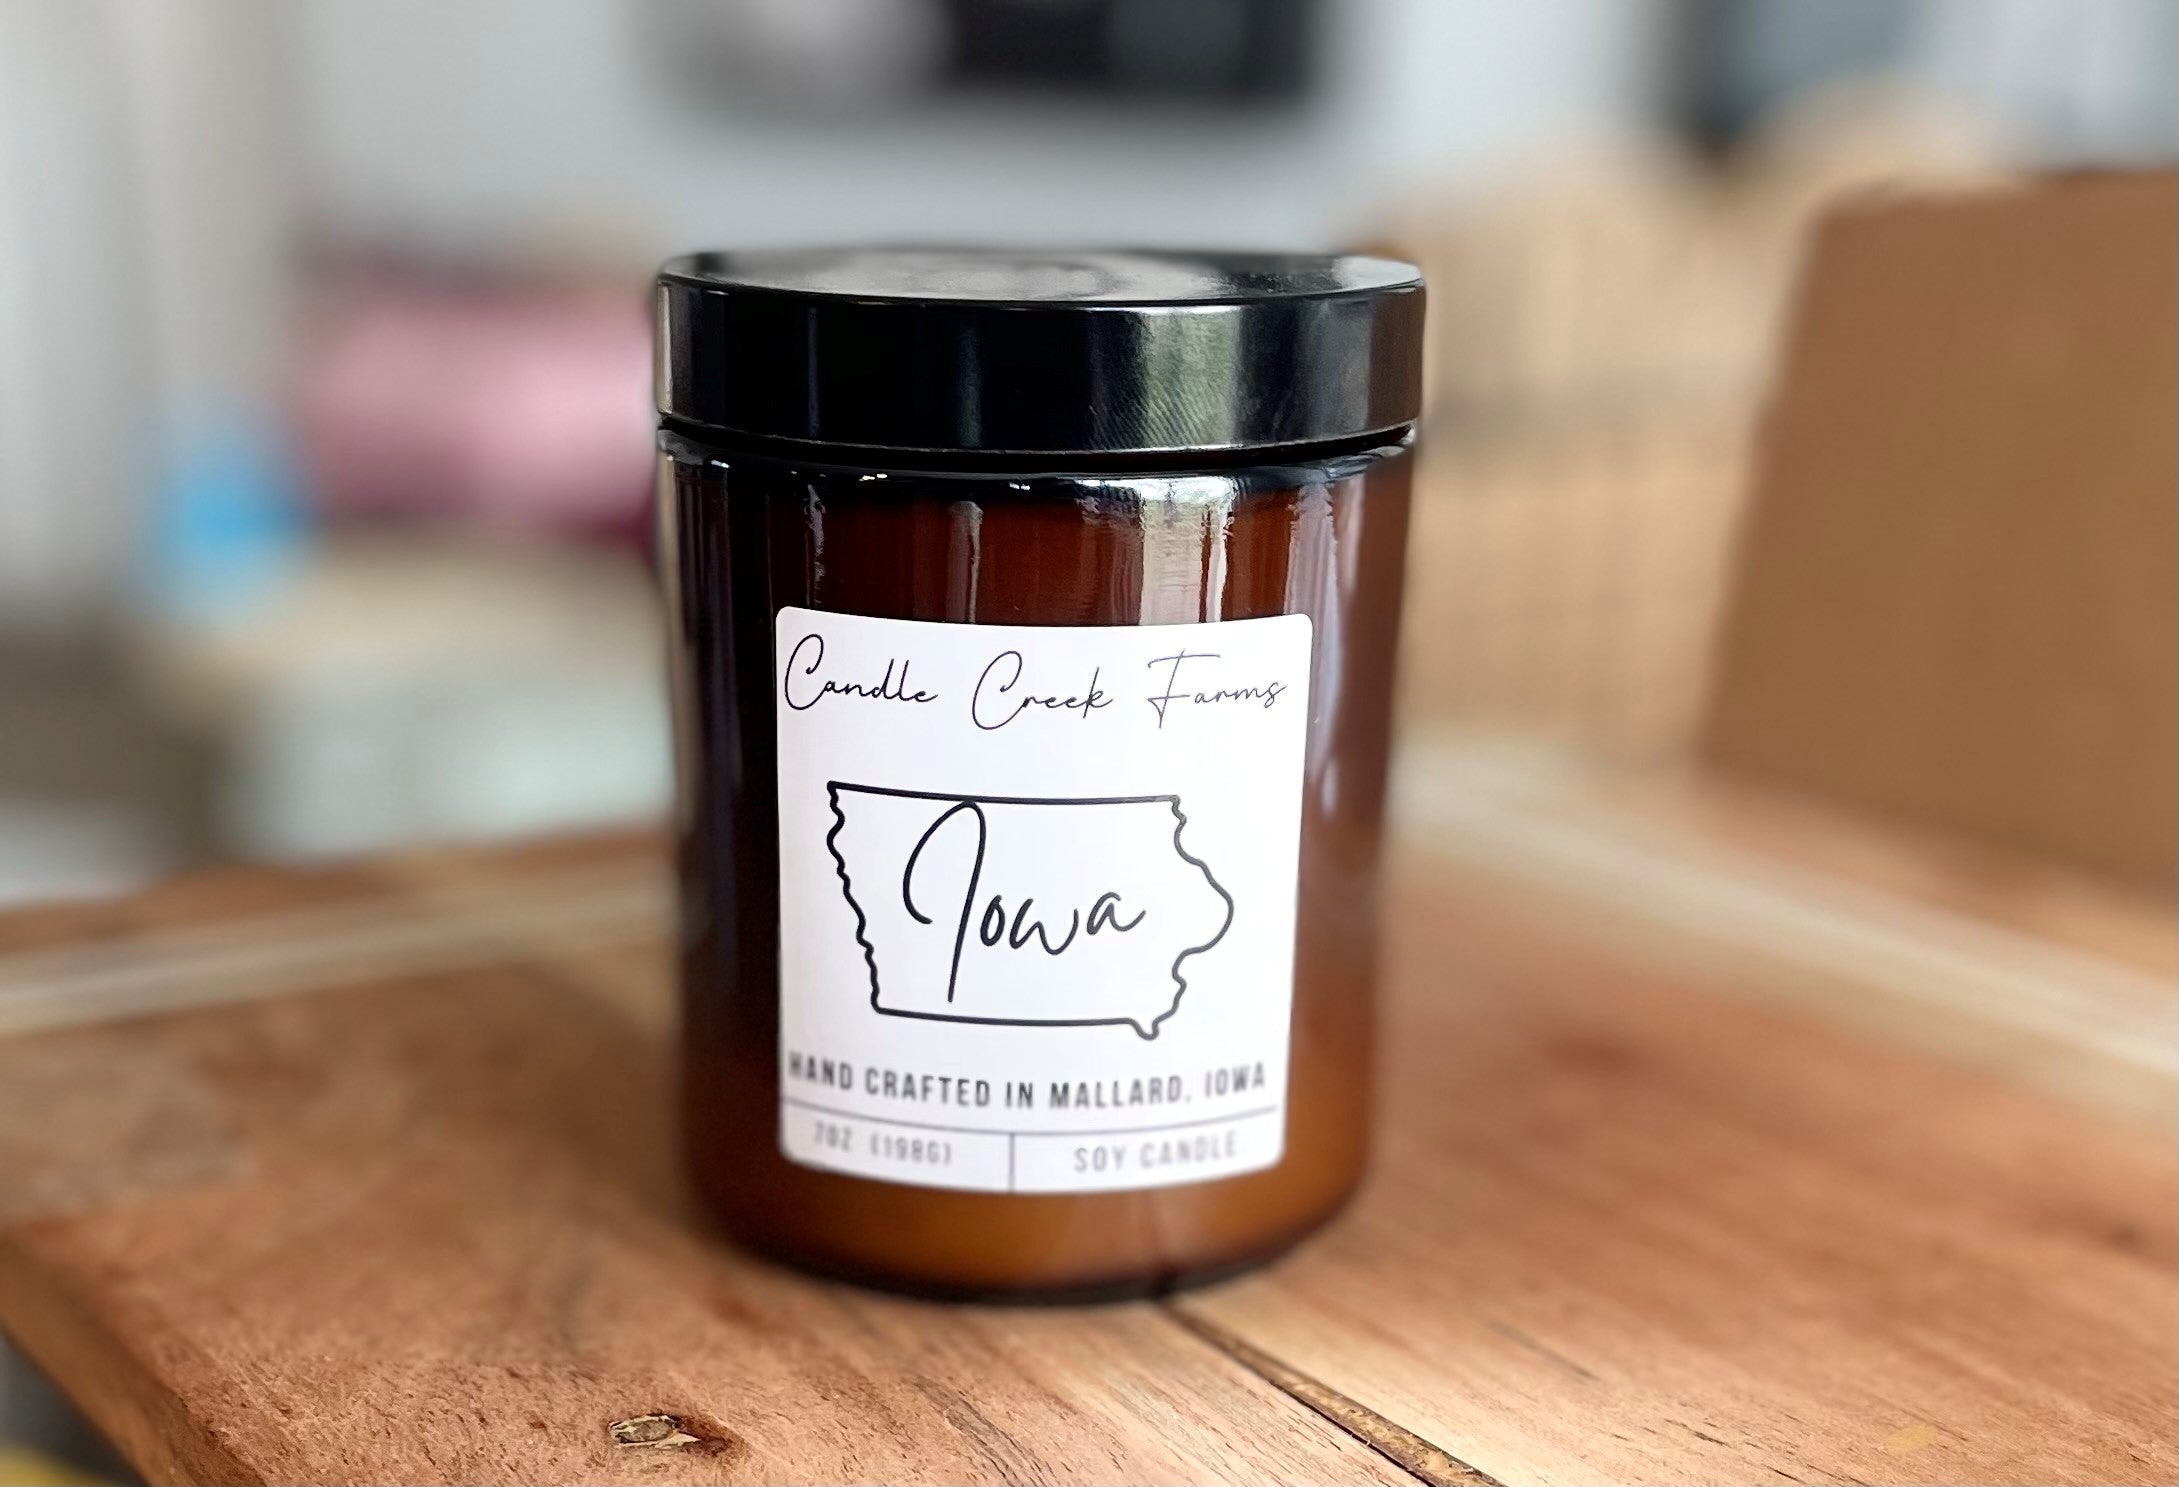 Candle Creek Farms
Iowa
HAND CRAFTED IN MALLARD, IOWA
7OZ (198G)
SOY CANDLE